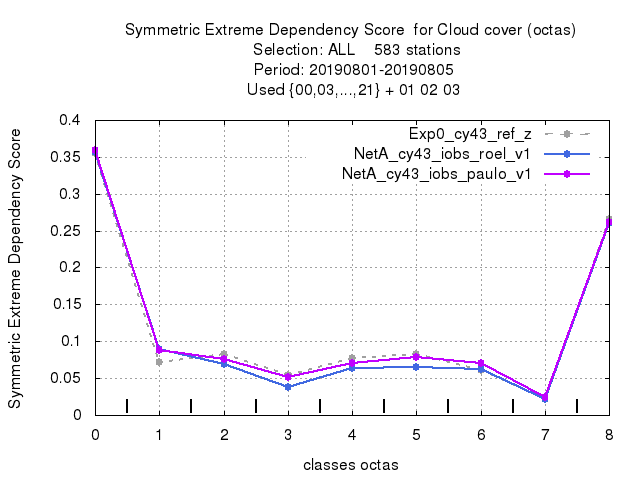 Symmetric Extreme Dependency Score  for Cloud cover (octas)
Selection: ALL    583 stations
Period: 20190801-20190805
Used {00,03,...,21} + 01 02 03
Symmetric Extreme Dependency Score
0.4
0.35
0.3
0.25
0.2
0.15
0.1
0.05
0
Exp0_cy43_ref_z
NetA_cy43_iobs_roel_v1
NetA_cy43_iobs_paulo_v1
0 1 2 3 4 5 6 7 8
classes octas